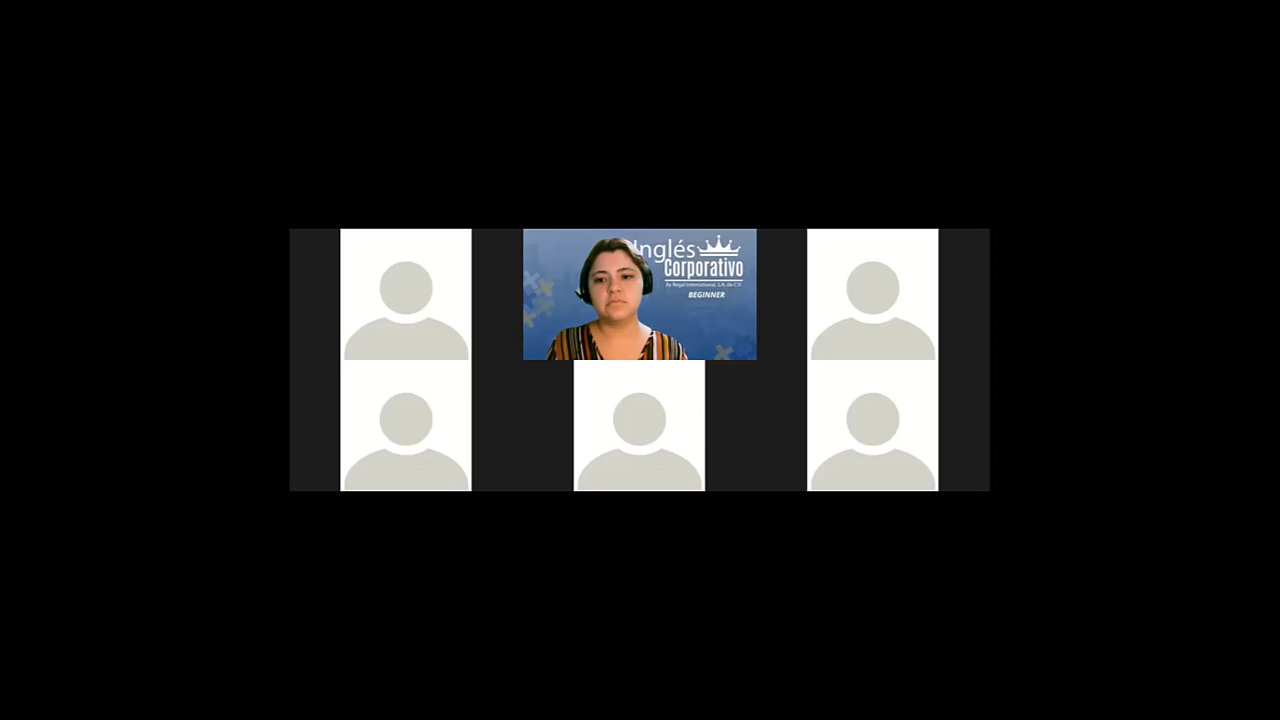 Inglés
Corporativo
By Regal International, S.A. de C.V.
BEGINNER